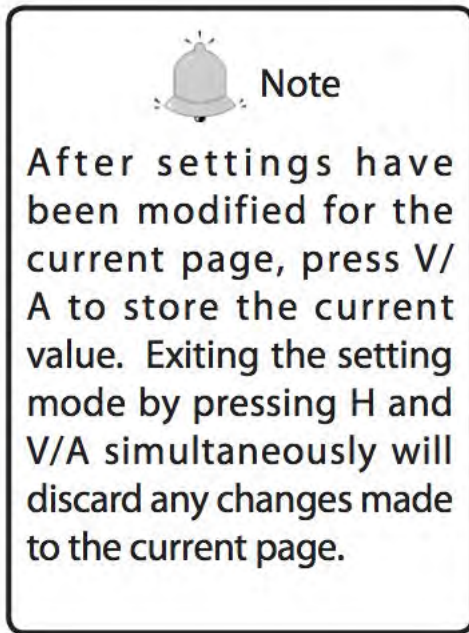 Note
After settings have
been modified for the
current page, press V/
A to store the current
value. Exiting the setting
mode by pressing H and
V/A simultaneously will
discard any changes made
to the current page.